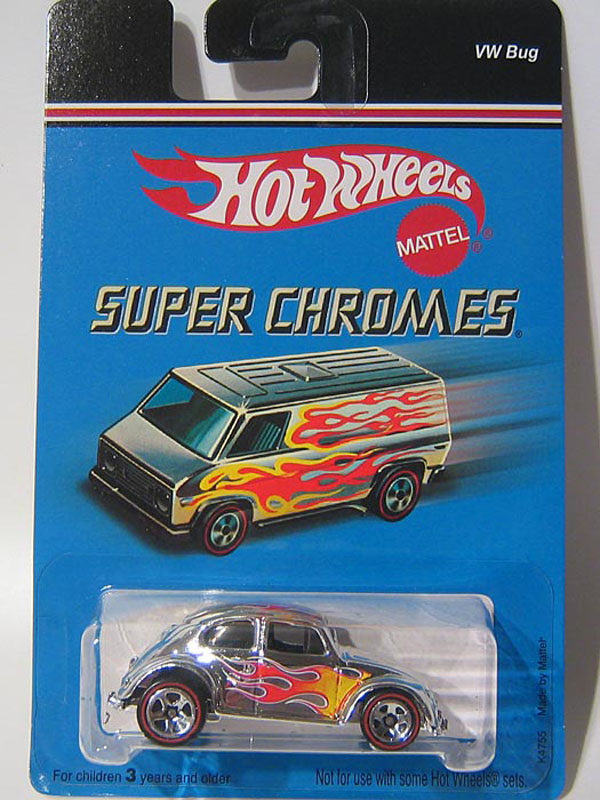 VW Bug
Hot Wheels
MATTEL
SUPER CHROMES®
K4755 Made by Mattel
For children 3 years and older
Not for use with some Hot Wheels® sets.